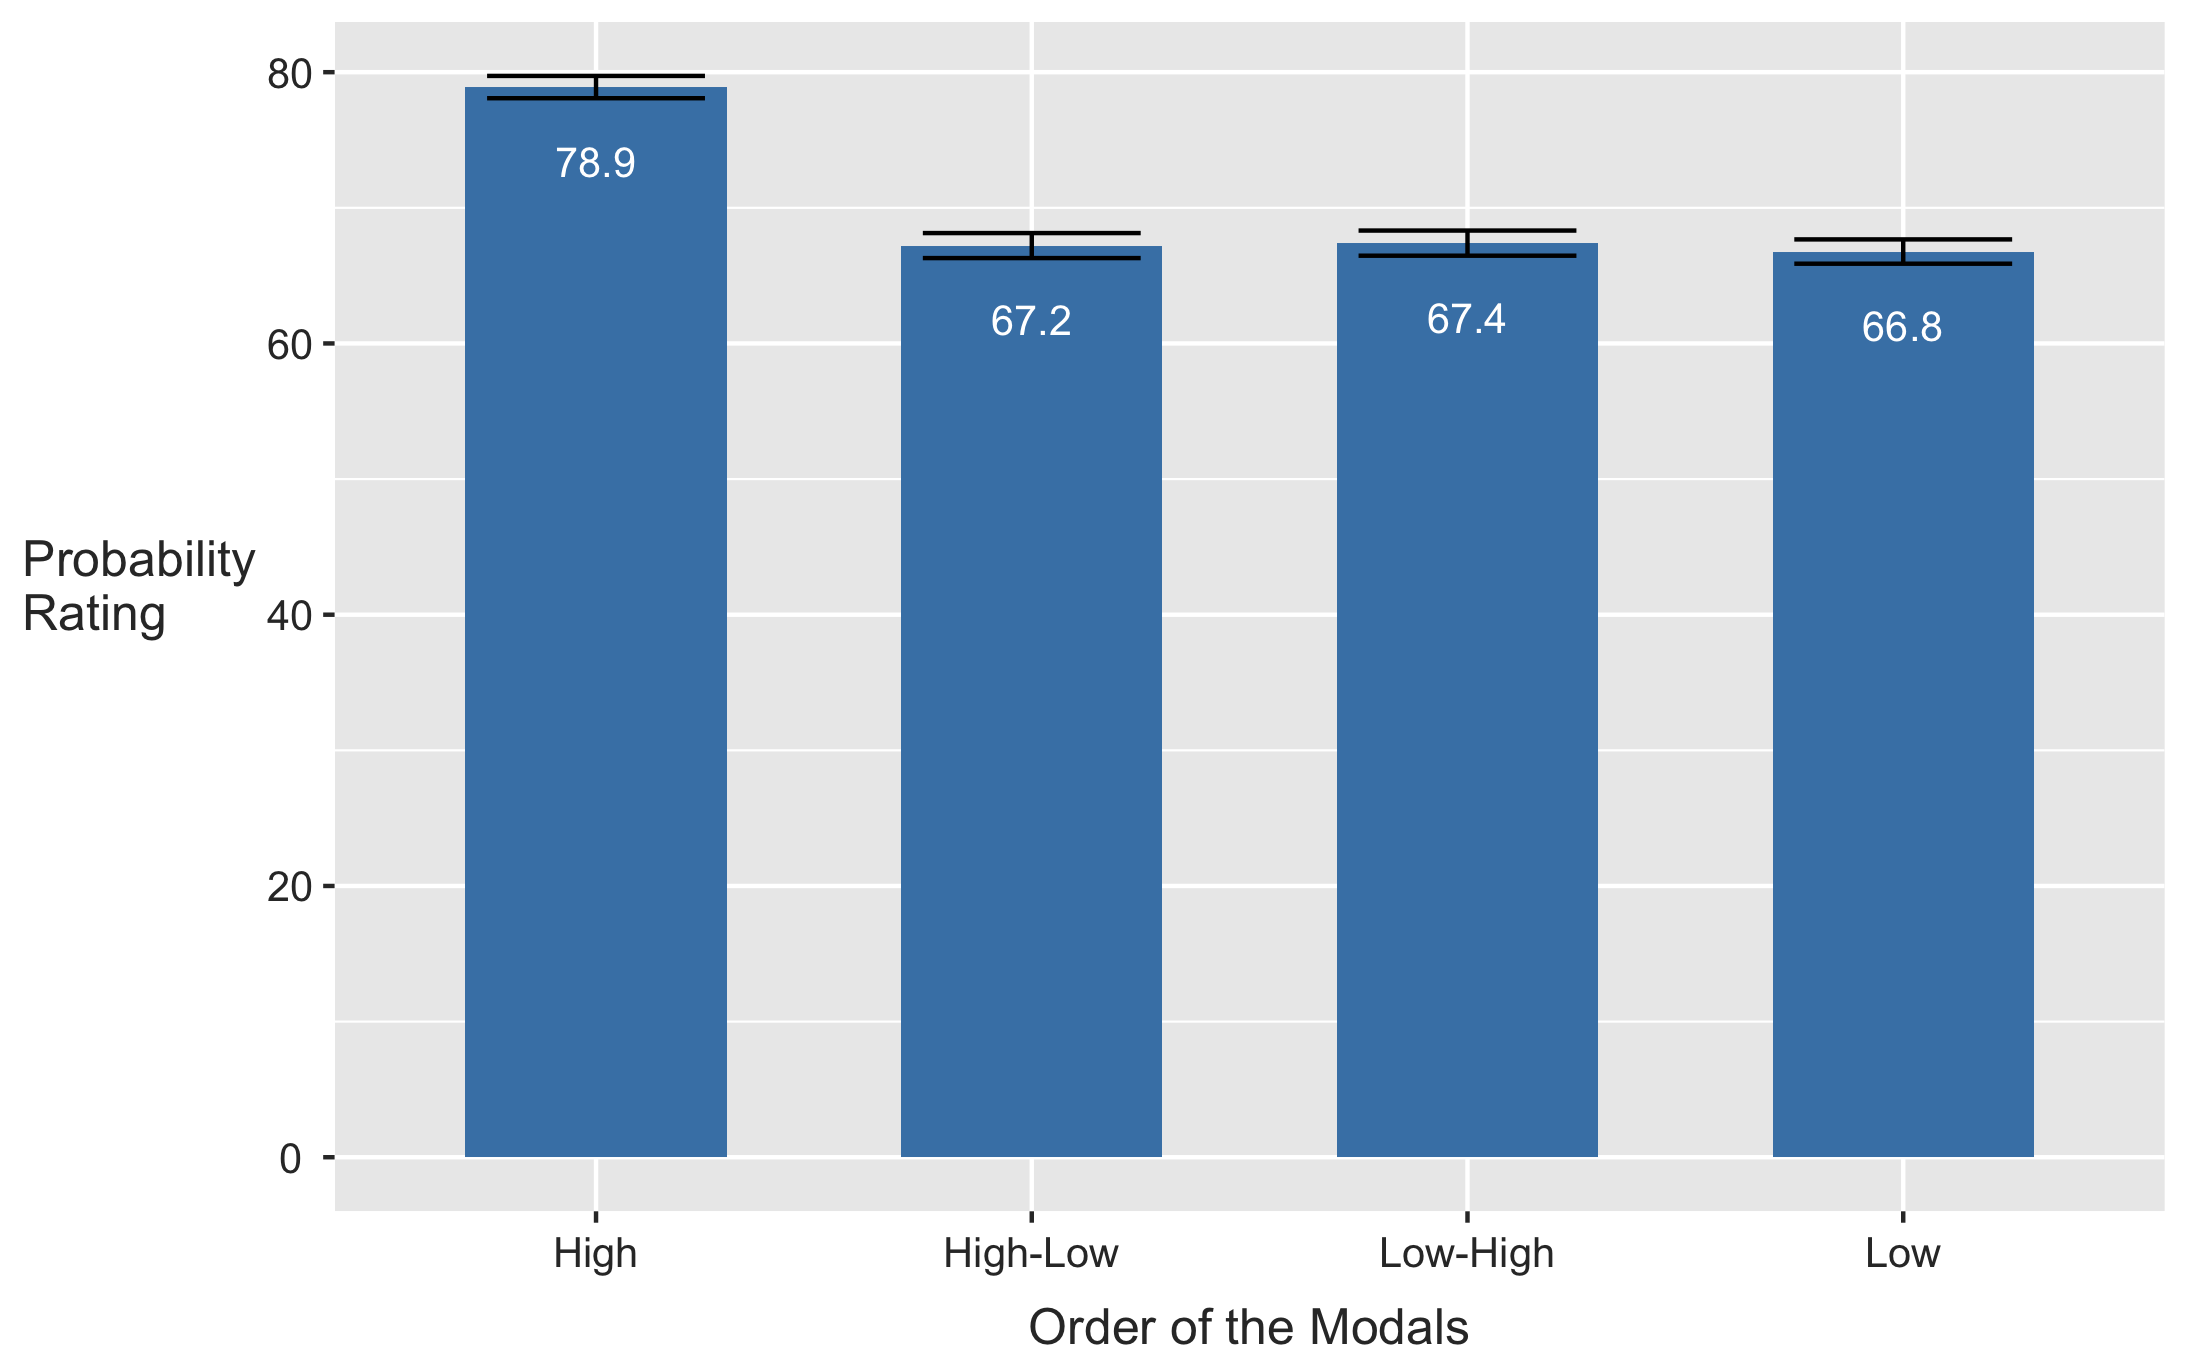 80
60
40
20
0
Probability
Rating
78.9
67.2
67.4
66.8
High
High-Low
Low-High
Low
Order of the Modals